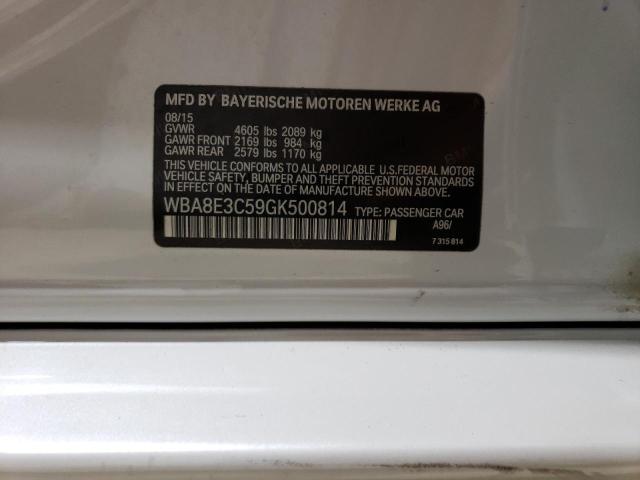 MFD BY BAYERISCHE MOTOREN WERKE AG
08/15
GVWR 4605 lbs 2089 kg
GAWR FRONT 2169 lbs 984 kg
GAWR REAR 2579 lbs 1170 kg
THIS VEHICLE CONFORMS TO ALL APPLICABLE U.S.FEDERAL MOTOR
VEHICLE SAFETY, BUMPER AND THEFT PREVENTION STANDARDS
IN EFFECT ON THE DATE OF MANUFACTURE SHOWN ABOVE.
WBA8E3C59GK500814 TYPE: PASSENGER CAR
A96/
7 315 814